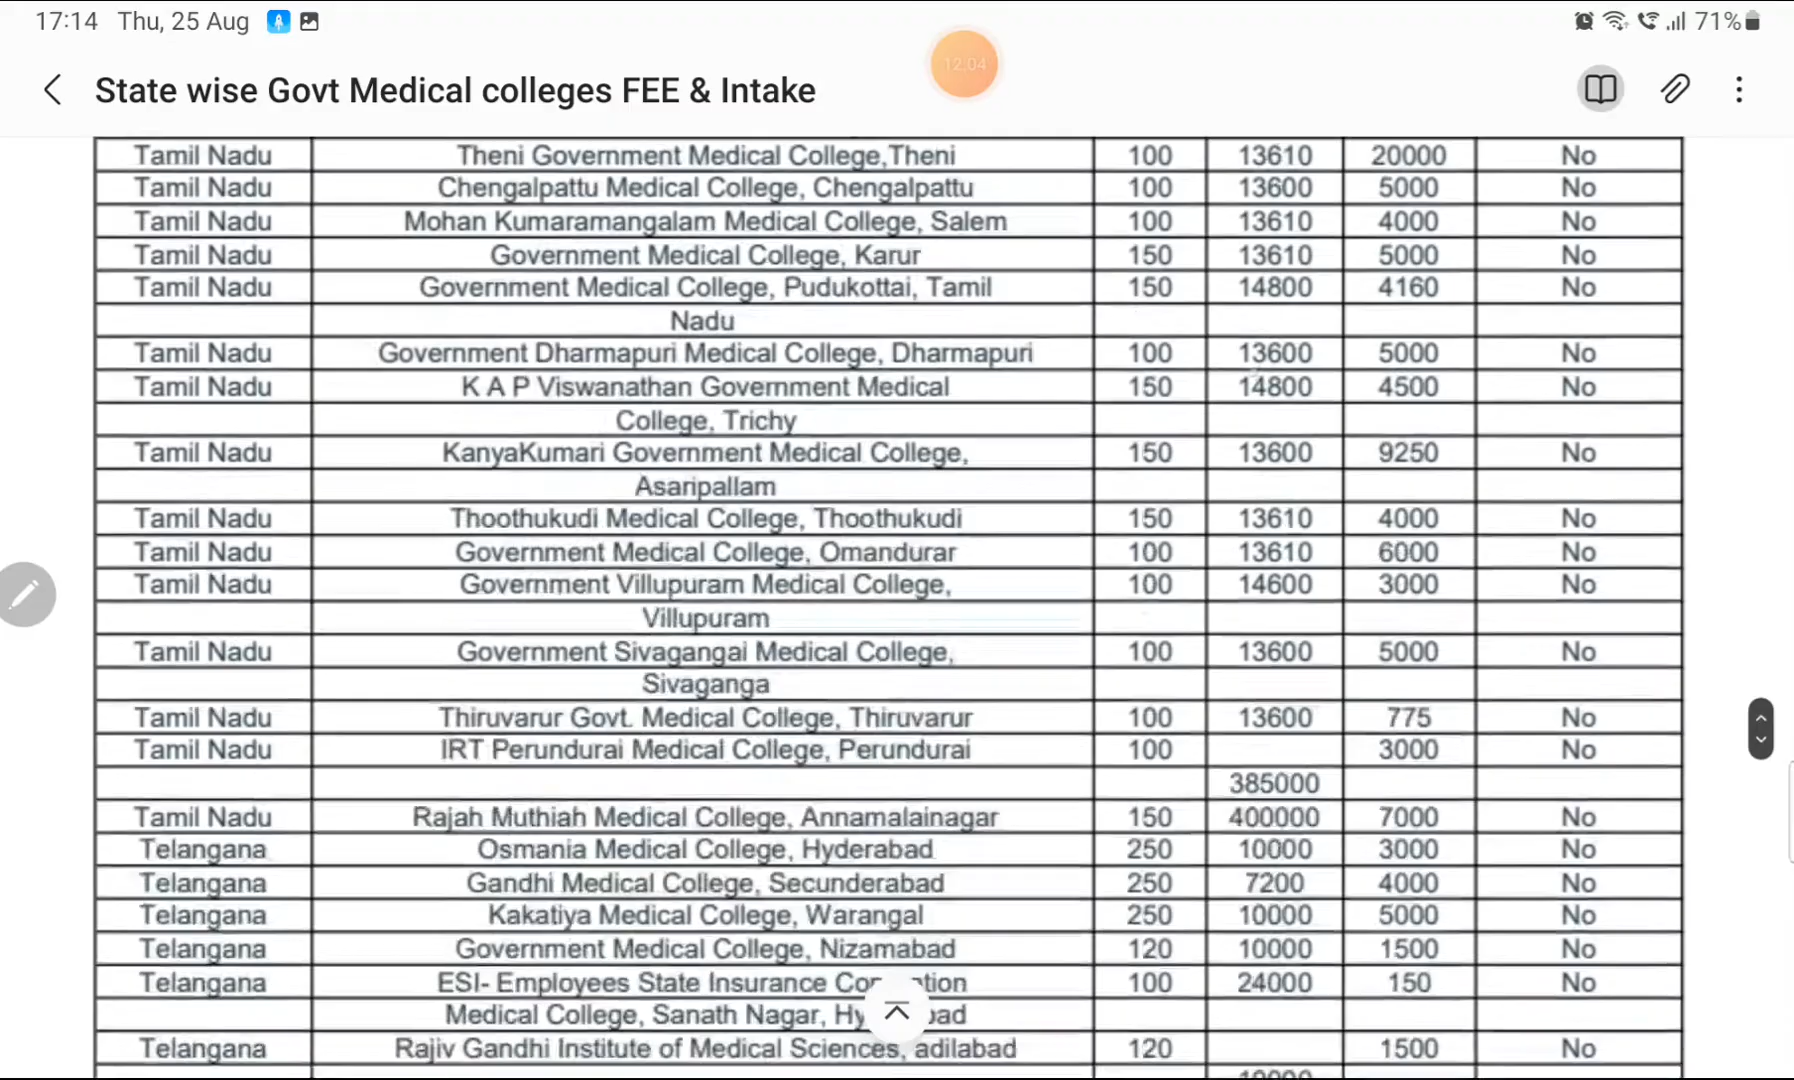 17:14 Thu, 25 Aug 71%
12:04
State wise Govt Medical colleges FEE & Intake
Tamil Nadu Theni Government Medical College,Theni 100 13610 20000 No
Tamil Nadu Chengalpattu Medical College, Chengalpattu 100 13600 5000 No
Tamil Nadu Mohan Kumaramangalam Medical College, Salem 100 13610 4000 No
Tamil Nadu Government Medical College, Karur 150 13610 5000 No
Tamil Nadu Government Medical College, Pudukottai, Tamil 150 14800 4160 No
Nadu
Tamil Nadu Government Dharmapuri Medical College, Dharmapuri 100 13600 5000 No
Tamil Nadu K A P Viswanathan Government Medical 150 14800 4500 No
College, Trichy
Tamil Nadu KanyaKumari Government Medical College, 150 13600 9250 No
Asaripallam
Tamil Nadu Thoothukudi Medical College, Thoothukudi 150 13610 4000 No
Tamil Nadu Government Medical College, Omandurar 100 13610 6000 No
Tamil Nadu Government Villupuram Medical College, 100 14600 3000 No
Villupuram
Tamil Nadu Government Sivagangai Medical College, 100 13600 5000 No
Sivaganga
Tamil Nadu Thiruvarur Govt. Medical College, Thiruvarur 100 13600 775 No
Tamil Nadu IRT Perundurai Medical College, Perundurai 100 3000 No
385000
Tamil Nadu Rajah Muthiah Medical College, Annamalainagar 150 400000 7000 No
Telangana Osmania Medical College, Hyderabad 250 10000 3000 No
Telangana Gandhi Medical College, Secunderabad 250 7200 4000 No
Telangana Kakatiya Medical College, Warangal 250 10000 5000 No
Telangana Government Medical College, Nizamabad 120 10000 1500 No
Telangana ESI- Employees State Insurance 100 24000 150 No
Medical College, Sanath Nagar,
Telangana Rajiv Gandhi Institute of Medical Sciences, adilabad 120 1500 No